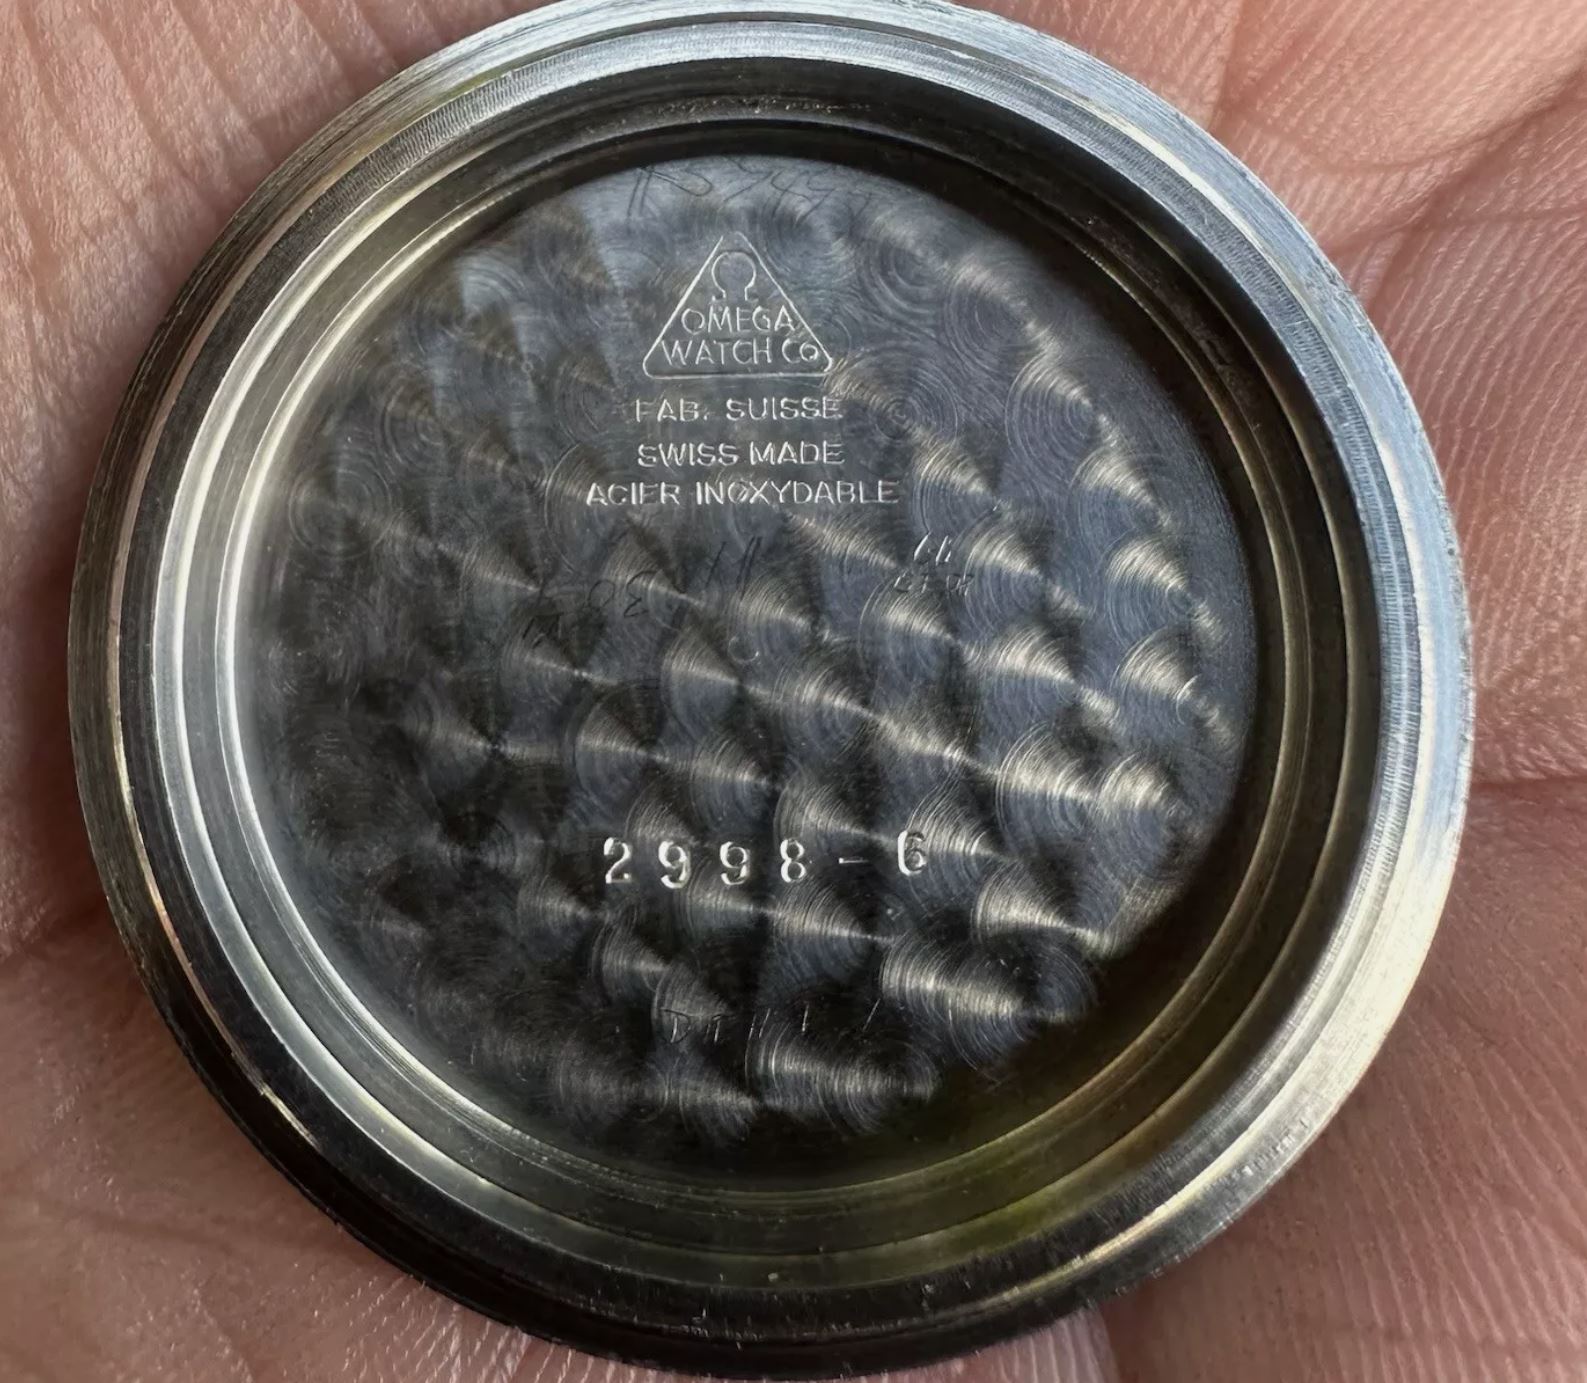 Ω
OMEGA
WATCH Co
FAB. SUISSE
SWISS MADE
ACIER INOXYDABLE
2998-6